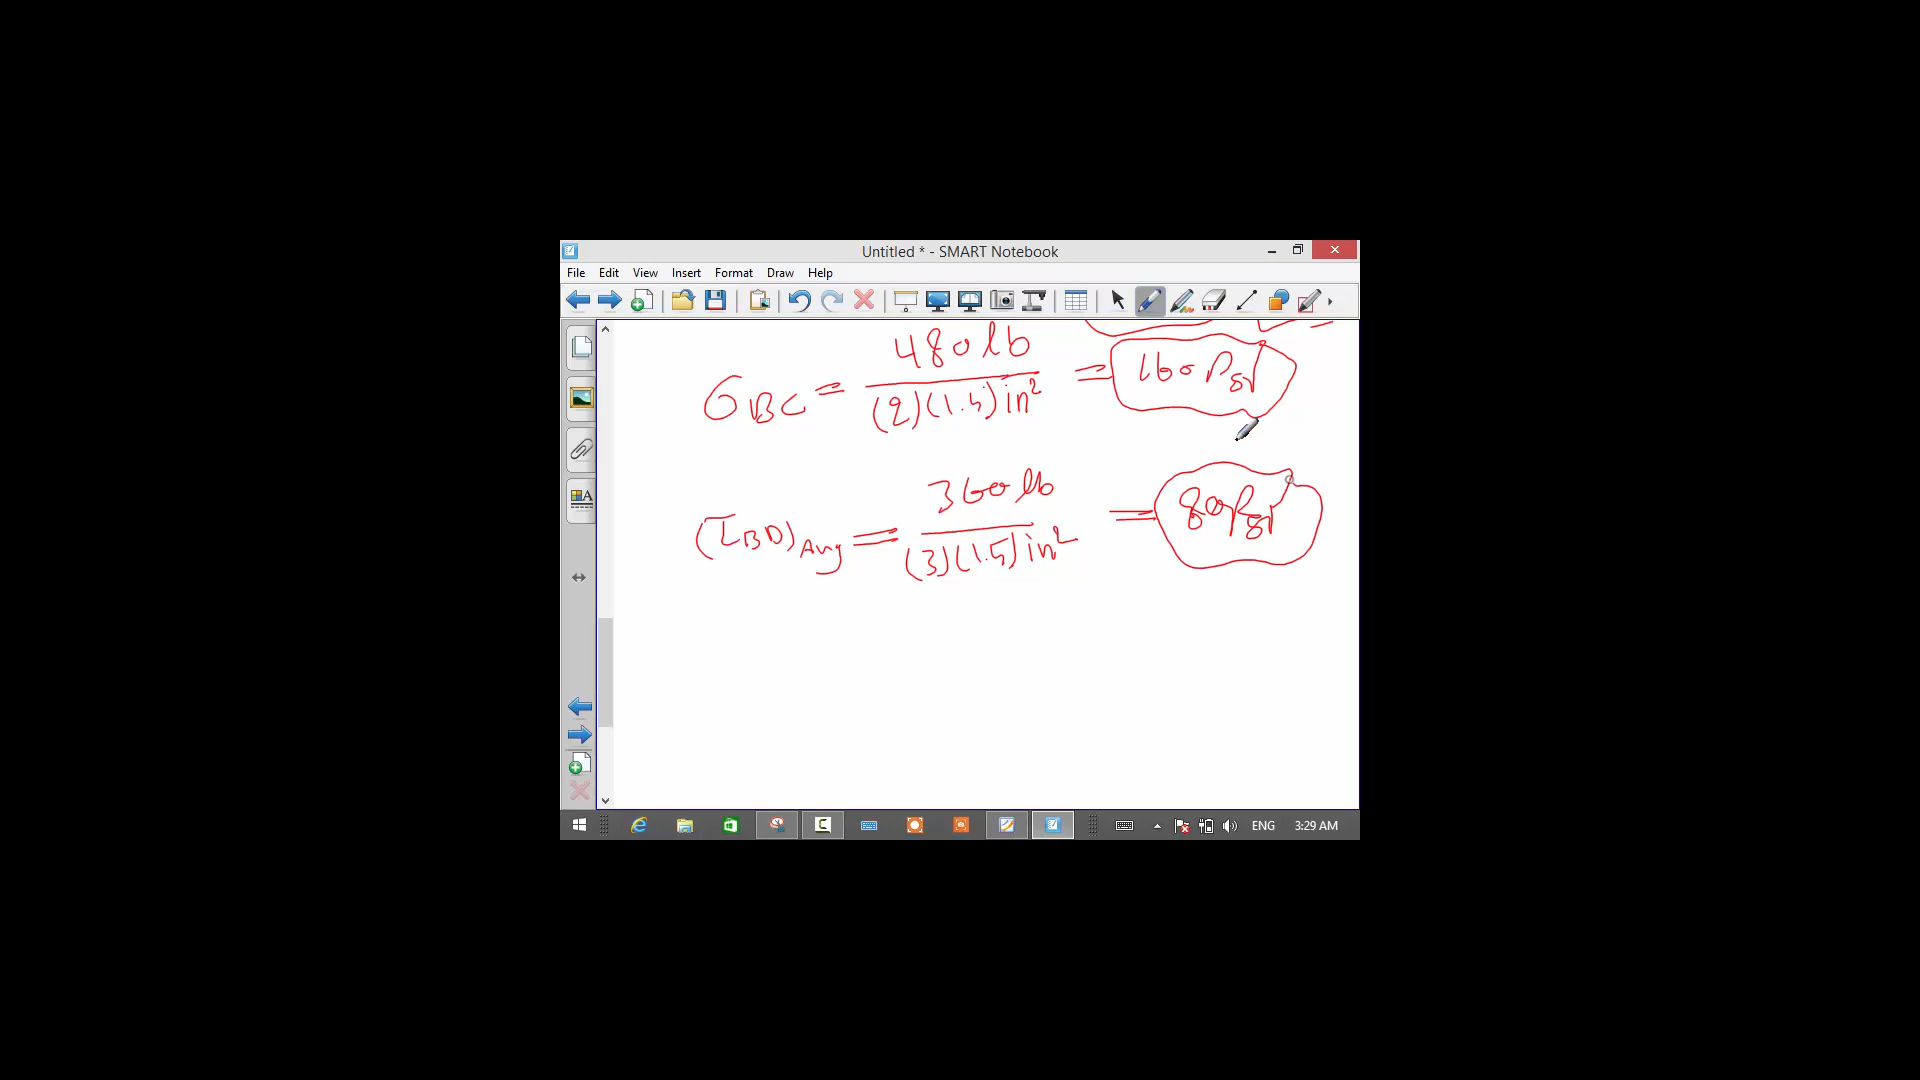 Untitled * - SMART Notebook
File Edit View Insert Format Draw Help
σBC = 480 lb / (2)(1.5) in² = 160 Psi
(τBD)Avg = 360 lb / (3)(1.5) in² = 80 Psi
ENG 3:29 AM